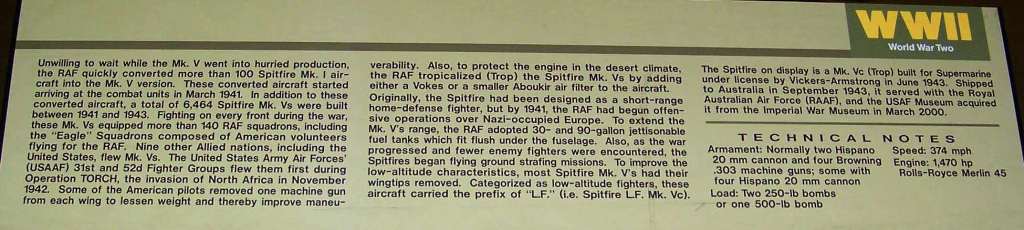 WWII
World War Two
Unwilling to wait while the Mk. V went into hurried production,
the RAF quickly converted more than 100 Spitfire Mk. I air-
craft into the Mk. V version. These converted aircraft started
arriving at the combat units in March 1941. In addition to these
converted aircraft, a total of 6,464 Spitfire Mk. Vs were built
between 1941 and 1943. Fighting on every front during the war,
these Mk. Vs equipped more than 140 RAF squadrons, including
the "Eagle" Squadrons composed of American volunteers
flying for the RAF. Nine other Allied nations, including the
United States, flew Mk. Vs. The United States Army Air Forces'
(USAAF) 31st and 52d Fighter Groups flew them first during
Operation TORCH, the invasion of North Africa in November
1942. Some of the American pilots removed one machine gun
from each wing to lessen weight and thereby improve maneu-
verability. Also, to protect the engine in the desert climate,
the RAF tropicalized (Trop) the Spitfire Mk. Vs by adding
either a Vokes or a smaller Aboukir air filter to the aircraft.
Originally, the Spitfire had been designed as a short-range
home-defense fighter, but by 1941, the RAF had begun offen-
sive operations over Nazi-occupied Europe. To extend the
Mk. V's range, the RAF adopted 30- and 90-gallon jettisonable
fuel tanks which fit flush under the fuselage. Also, as the war
progressed and fewer enemy fighters were encountered, the
Spitfires began flying ground strafing missions. To improve the
low-altitude characteristics, most Spitfire Mk. V's had their
wingtips removed. Categorized as low-altitude fighters, these
aircraft carried the prefix of "L.F." (i.e. Spitfire L.F. Mk. Vc).
The Spitfire on display is a Mk. Vc (Trop) built for Supermarine
under license by Vickers-Armstrong in June 1943. Shipped
to Australia in September 1943, it served with the Royal
Australian Air Force (RAAF), and the USAF Museum acquired
it from the Imperial War Museum in March 2000.
TECHNICAL NOTES
Armament: Normally two Hispano
20 mm cannon and four Browning
.303 machine guns; some with
four Hispano 20 mm cannon
Load: Two 250-lb bombs
or one 500-lb bomb
Speed: 374 mph
Engine: 1,470 hp
Rolls-Royce Merlin 45